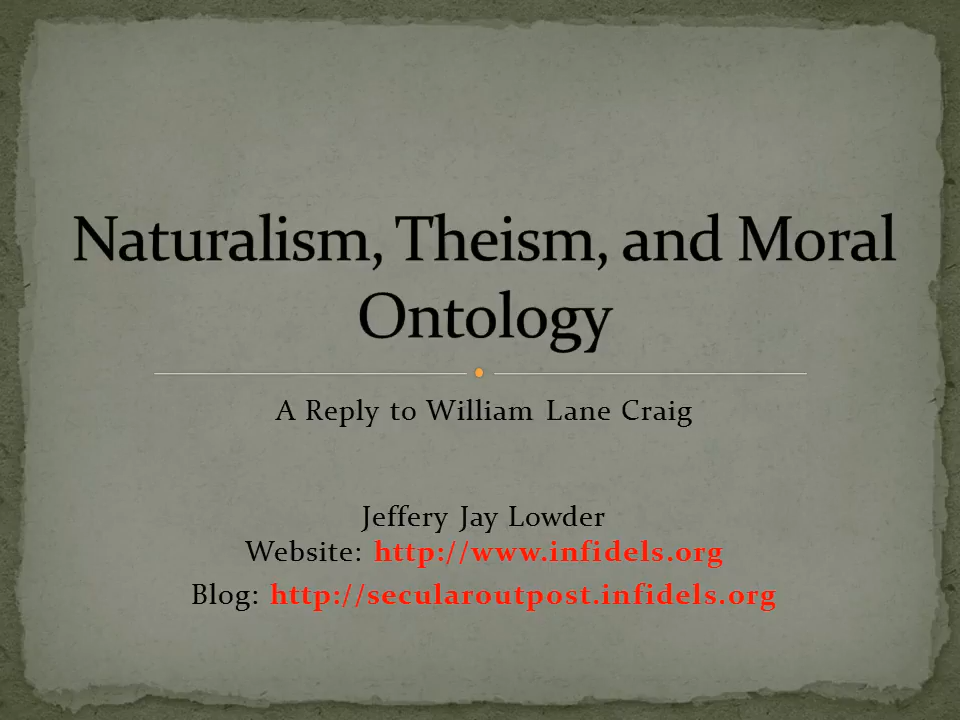 Naturalism, Theism, and Moral
Ontology
A Reply to William Lane Craig
Jeffery Jay Lowder
Website: http://www.infidels.org
Blog: http://secularoutpost.infidels.org